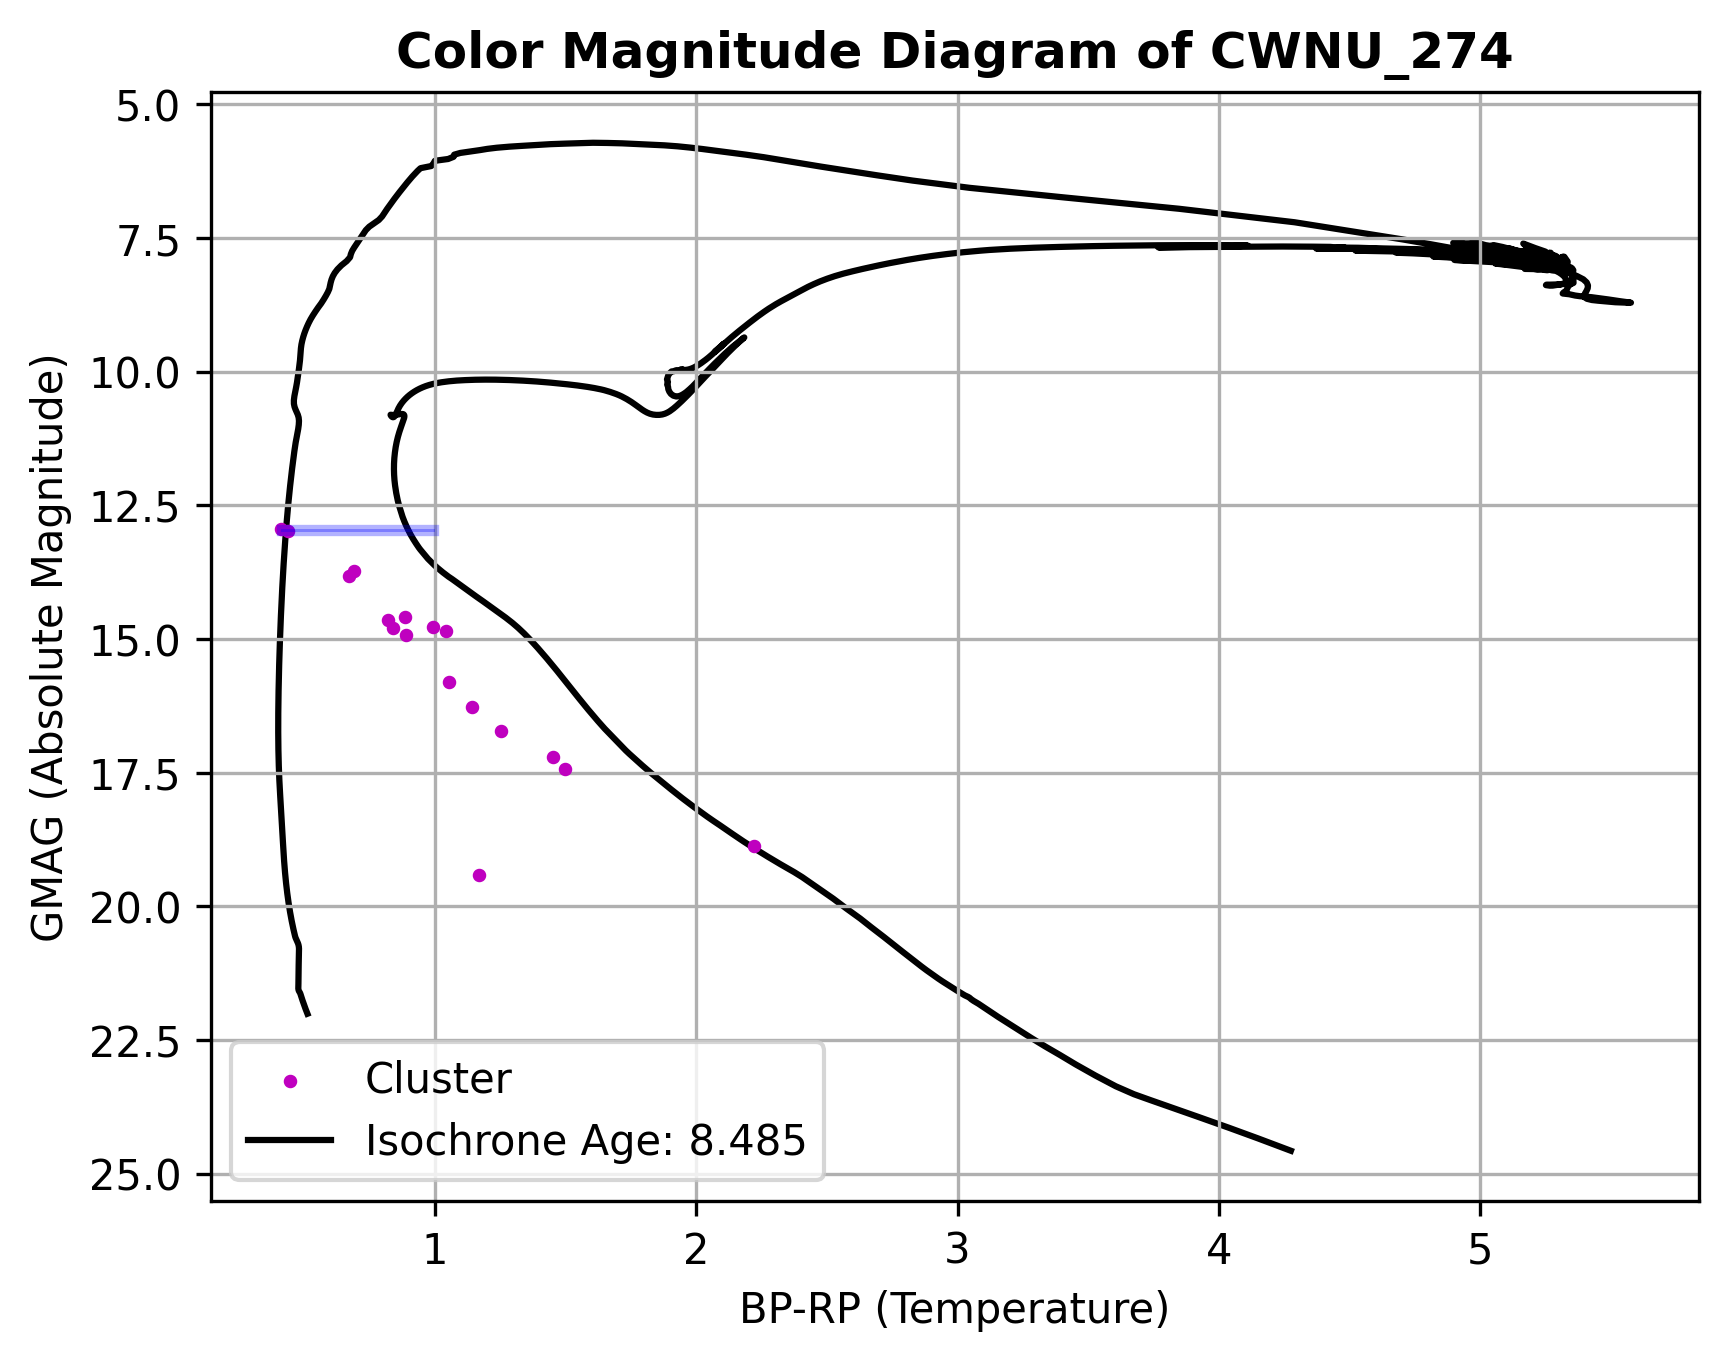 Color Magnitude Diagram of CWNU_274
GMAG (Absolute Magnitude)
5.0
7.5
10.0
12.5
15.0
17.5
20.0
22.5
25.0
Cluster
Isochrone Age: 8.485
1 2 3 4 5
BP-RP (Temperature)